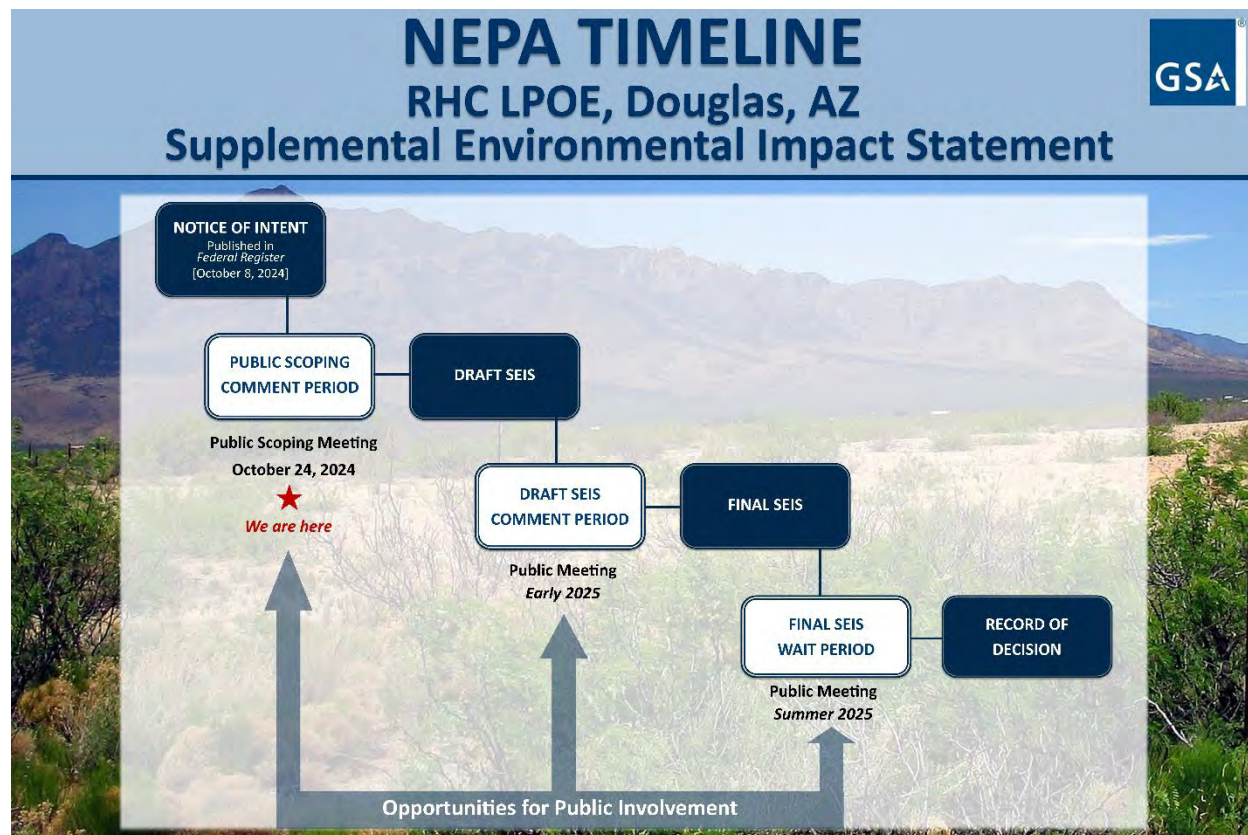 NEPA TIMELINE
RHC LPOE, Douglas, AZ
Supplemental Environmental Impact Statement
GSA
®
NOTICE OF INTENT
Published in
Federal Register
[October 8, 2024]
PUBLIC SCOPING
COMMENT PERIOD
DRAFT SEIS
Public Scoping Meeting
October 24, 2024
We are here
DRAFT SEIS
COMMENT PERIOD
FINAL SEIS
Public Meeting
Early 2025
FINAL SEIS
WAIT PERIOD
RECORD OF
DECISION
Public Meeting
Summer 2025
Opportunities for Public Involvement